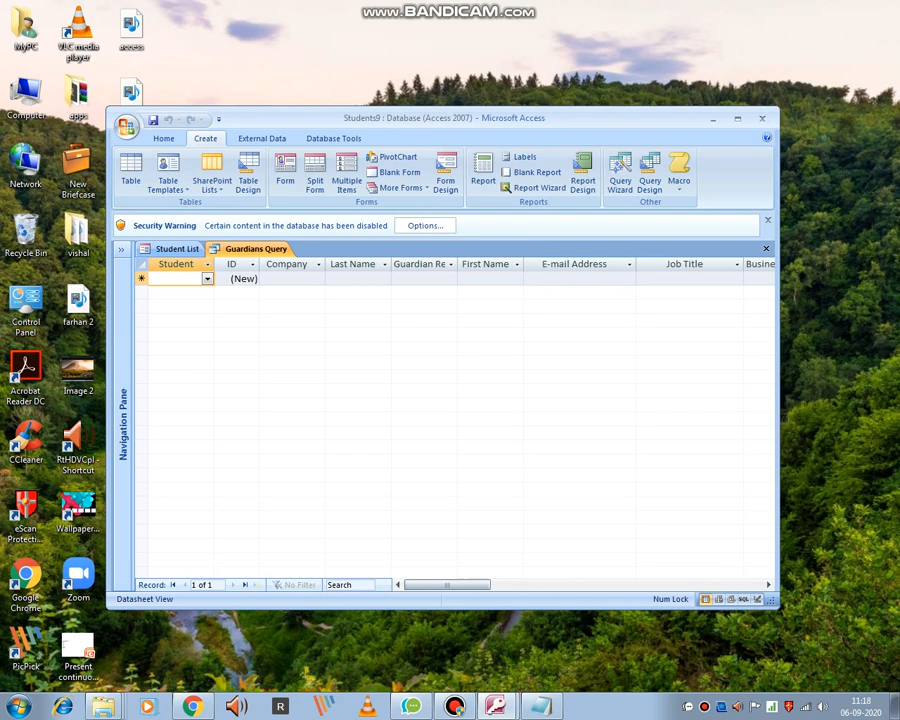 www.BANDICAM.com
MyPC
VLC media
player
access
Computer
apps
Network
New
Briefcase
Recycle Bin
vishal
Control
Panel
farhan 2
Acrobat
Reader DC
Image 2
CCleaner
RtHDVCpl -
Shortcut
eScan
Protecti...
Wallpaper...
Google
Chrome
Zoom
PicPick
Present
continuo...
Students9 : Database (Access 2007) - Microsoft Access
Home
Create
External Data
Database Tools
Table
Table
Templates
SharePoint
Lists
Table
Design
Tables
Form
Split
Form
Multiple
Items
PivotChart
Blank Form
More Forms
Form
Design
Forms
Report
Labels
Blank Report
Report Wizard
Report
Design
Reports
Query
Wizard
Query
Design
Macro
Other
Security Warning Certain content in the database has been disabled Options...
Student List
Guardians Query
Student ID Company Last Name Guardian Re First Name E-mail Address Job Title Busine
(New)
Navigation Pane
Record: 1 of 1 No Filter Search
Datasheet View
Num Lock
SQL
R
11:18
06-09-2020